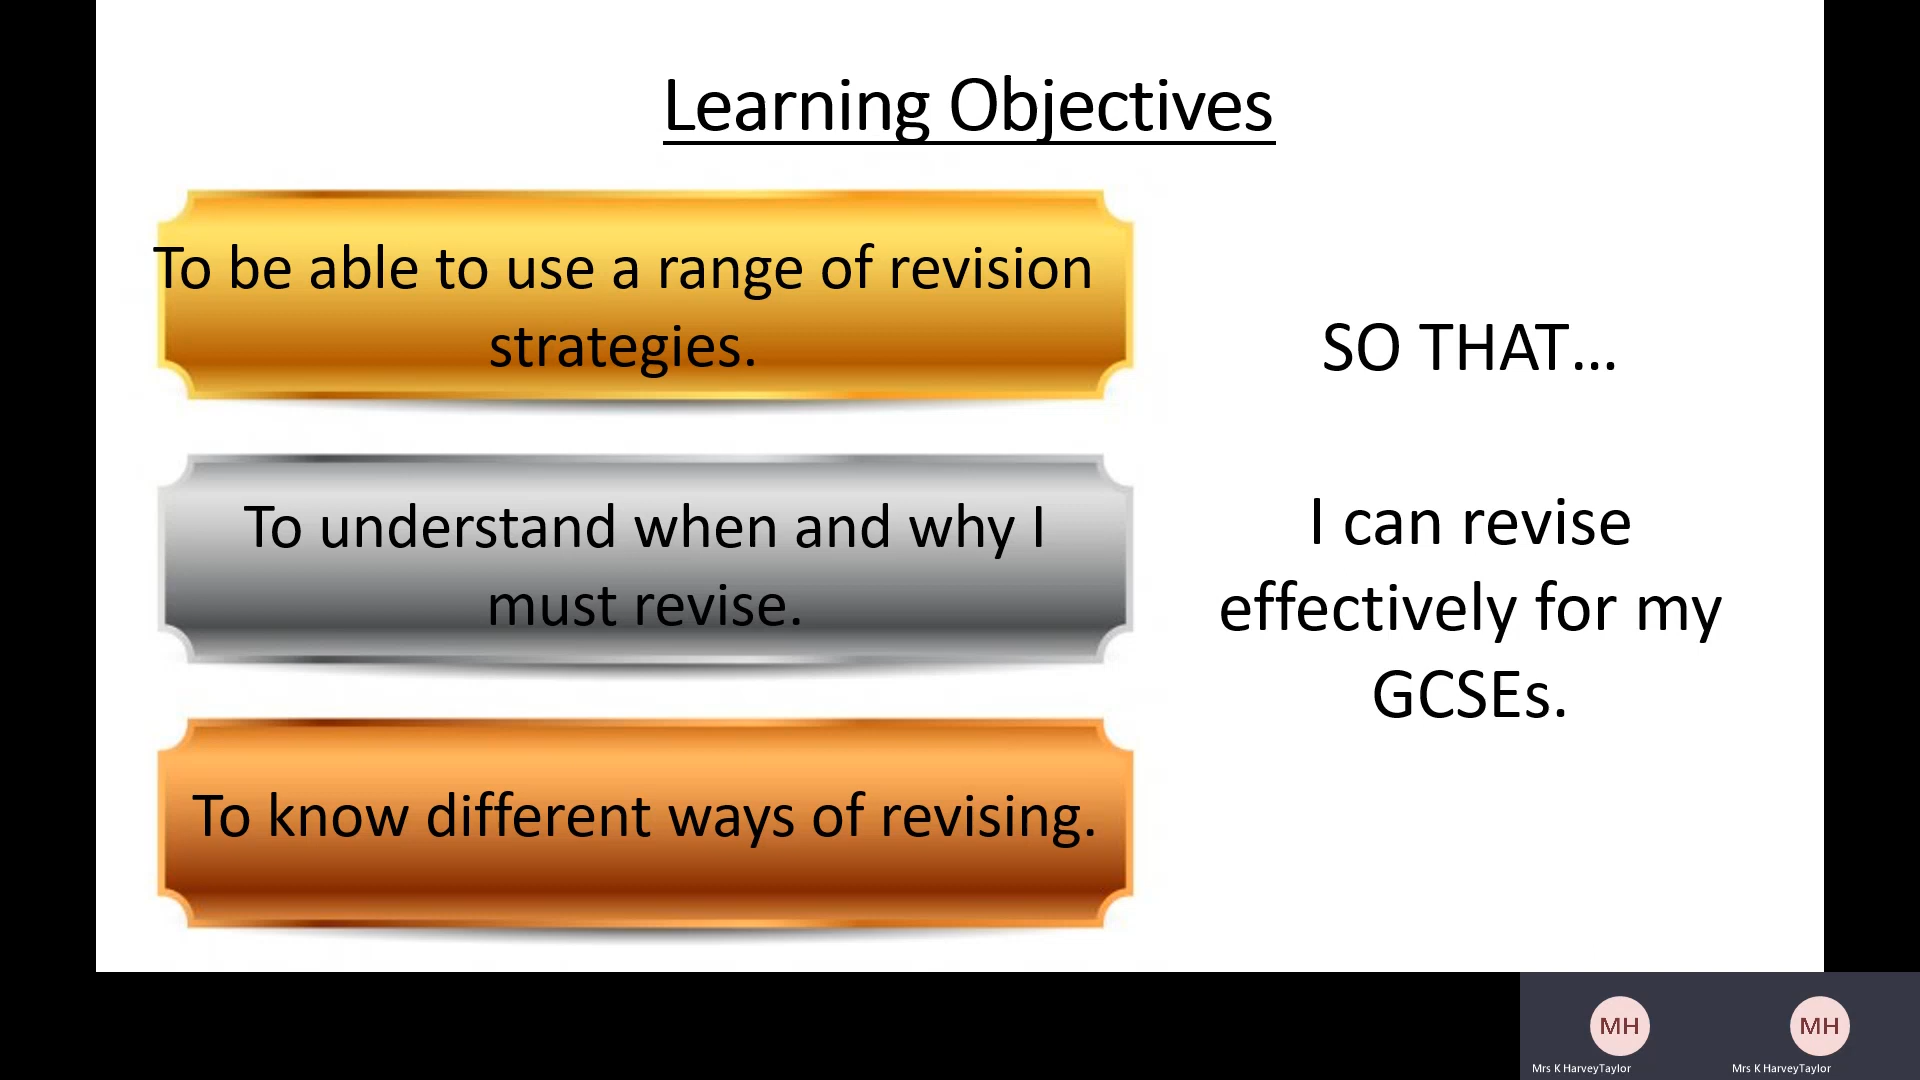 Learning Objectives
To be able to use a range of revision
strategies.
To understand when and why I
must revise.
To know different ways of revising.
SO THAT...
I can revise
effectively for my
GCSEs.
MH
Mrs K HarveyTaylor
MH
Mrs K HarveyTaylor